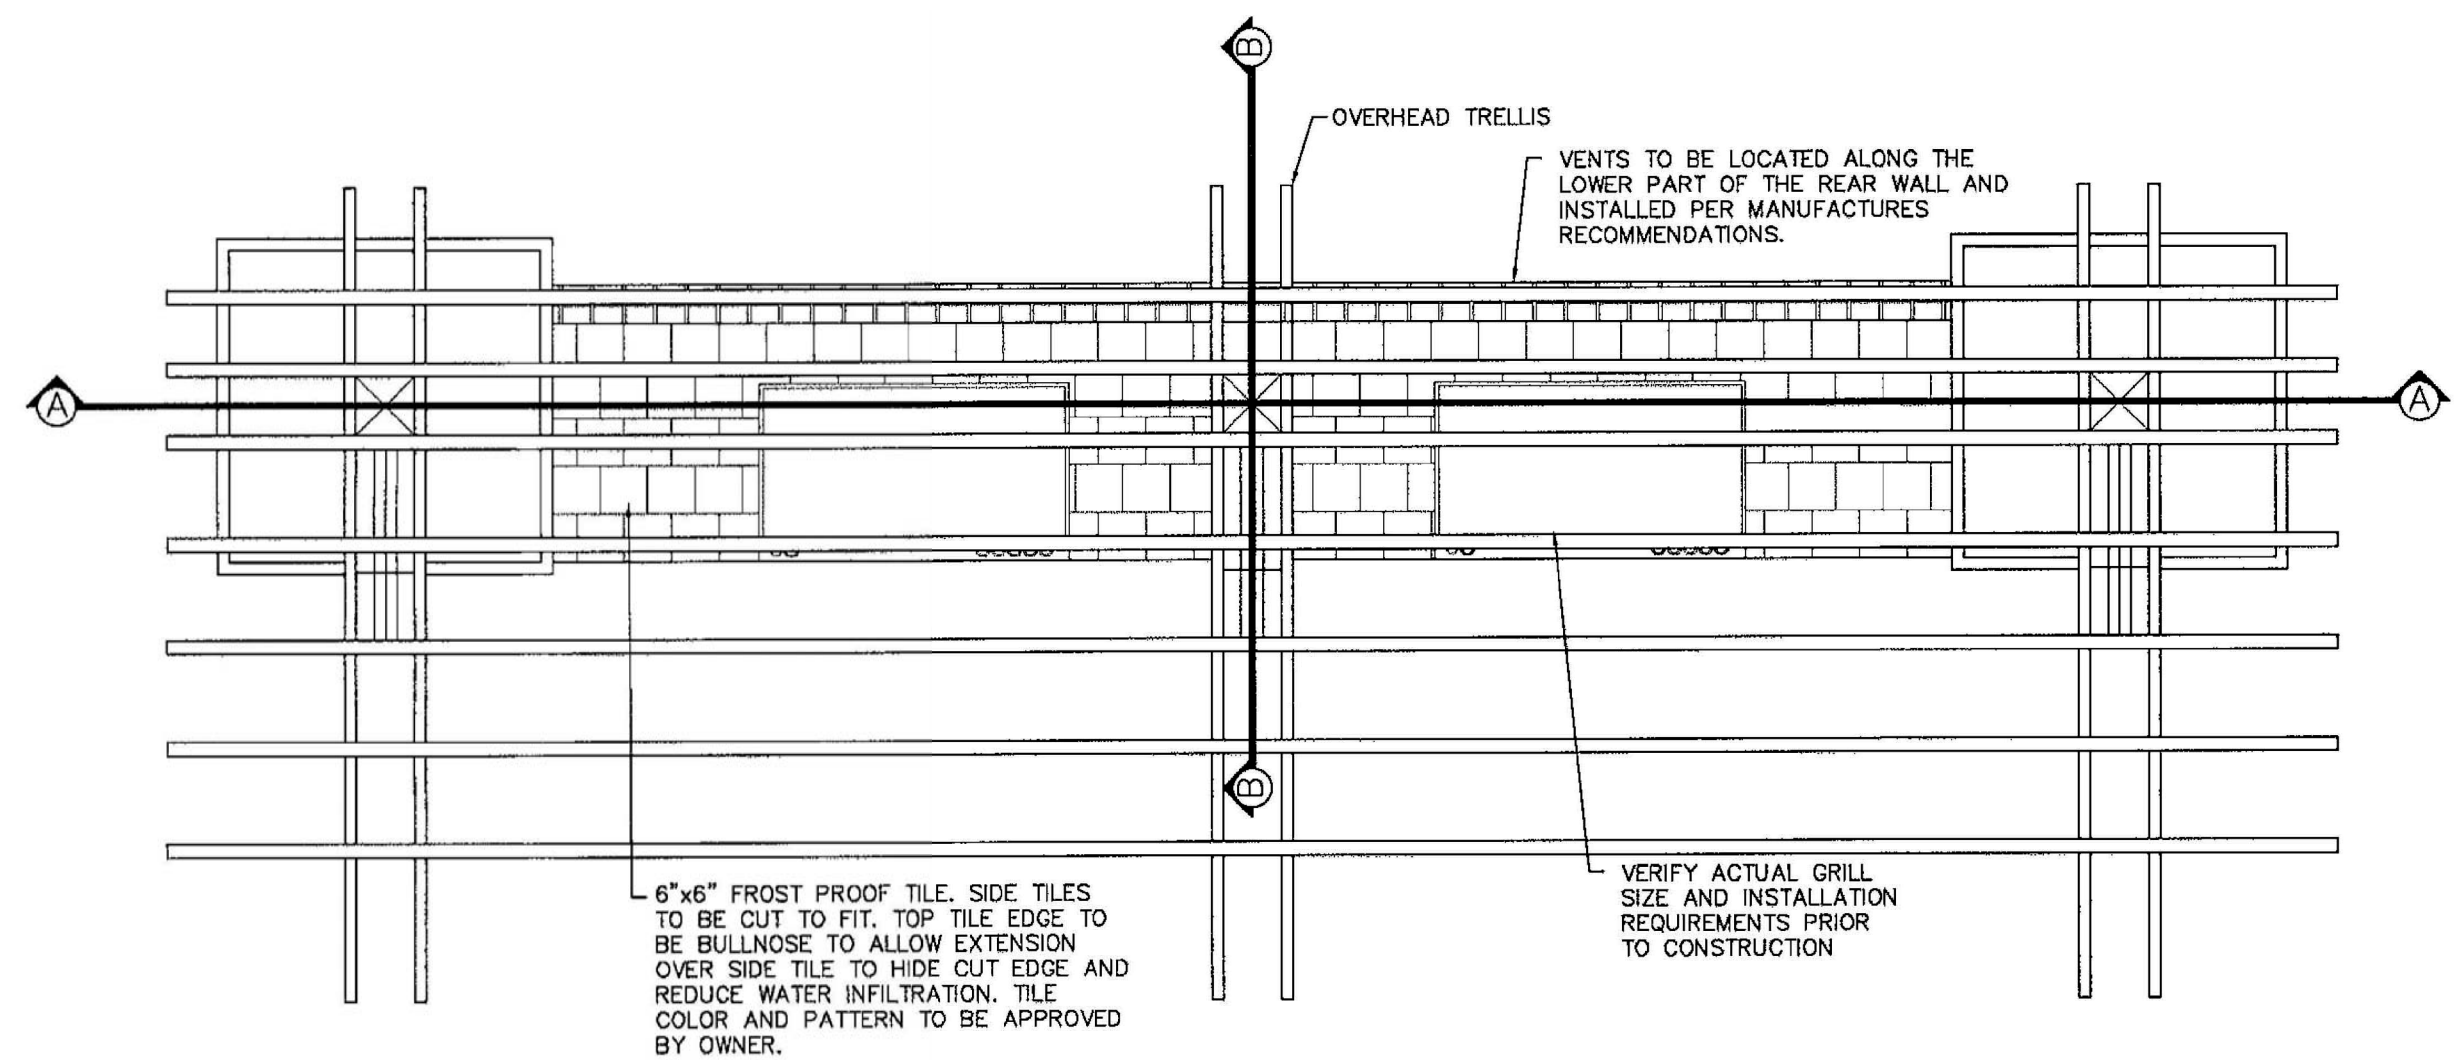 B
OVERHEAD TRELLIS
VENTS TO BE LOCATED ALONG THE
LOWER PART OF THE REAR WALL AND
INSTALLED PER MANUFACTURES
RECOMMENDATIONS.
A
A
B
6"x6" FROST PROOF TILE. SIDE TILES
TO BE CUT TO FIT. TOP TILE EDGE TO
BE BULLNOSE TO ALLOW EXTENSION
OVER SIDE TILE TO HIDE CUT EDGE AND
REDUCE WATER INFILTRATION. TILE
COLOR AND PATTERN TO BE APPROVED
BY OWNER.
VERIFY ACTUAL GRILL
SIZE AND INSTALLATION
REQUIREMENTS PRIOR
TO CONSTRUCTION